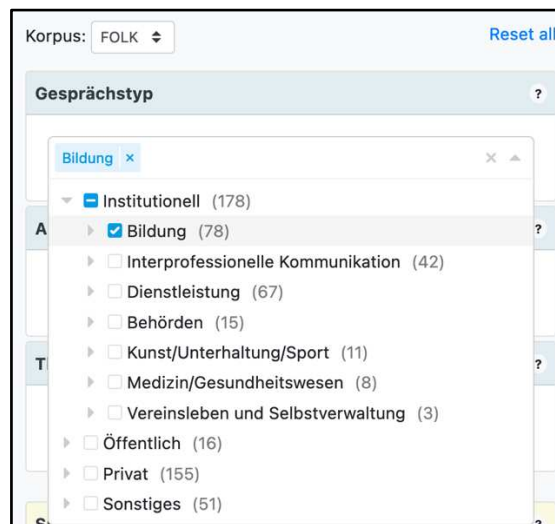 Korpus: FOLK Reset all
Gesprächstyp ?
Bildung ×
Institutionell (178)
A Bildung (78) ?
Interprofessionelle Kommunikation (42)
Dienstleistung (67)
Behörden (15)
Kunst/Unterhaltung/Sport (11)
Medizin/Gesundheitswesen (8) ?
Vereinsleben und Selbstverwaltung (3)
Öffentlich (16)
Privat (155)
Sonstiges (51)